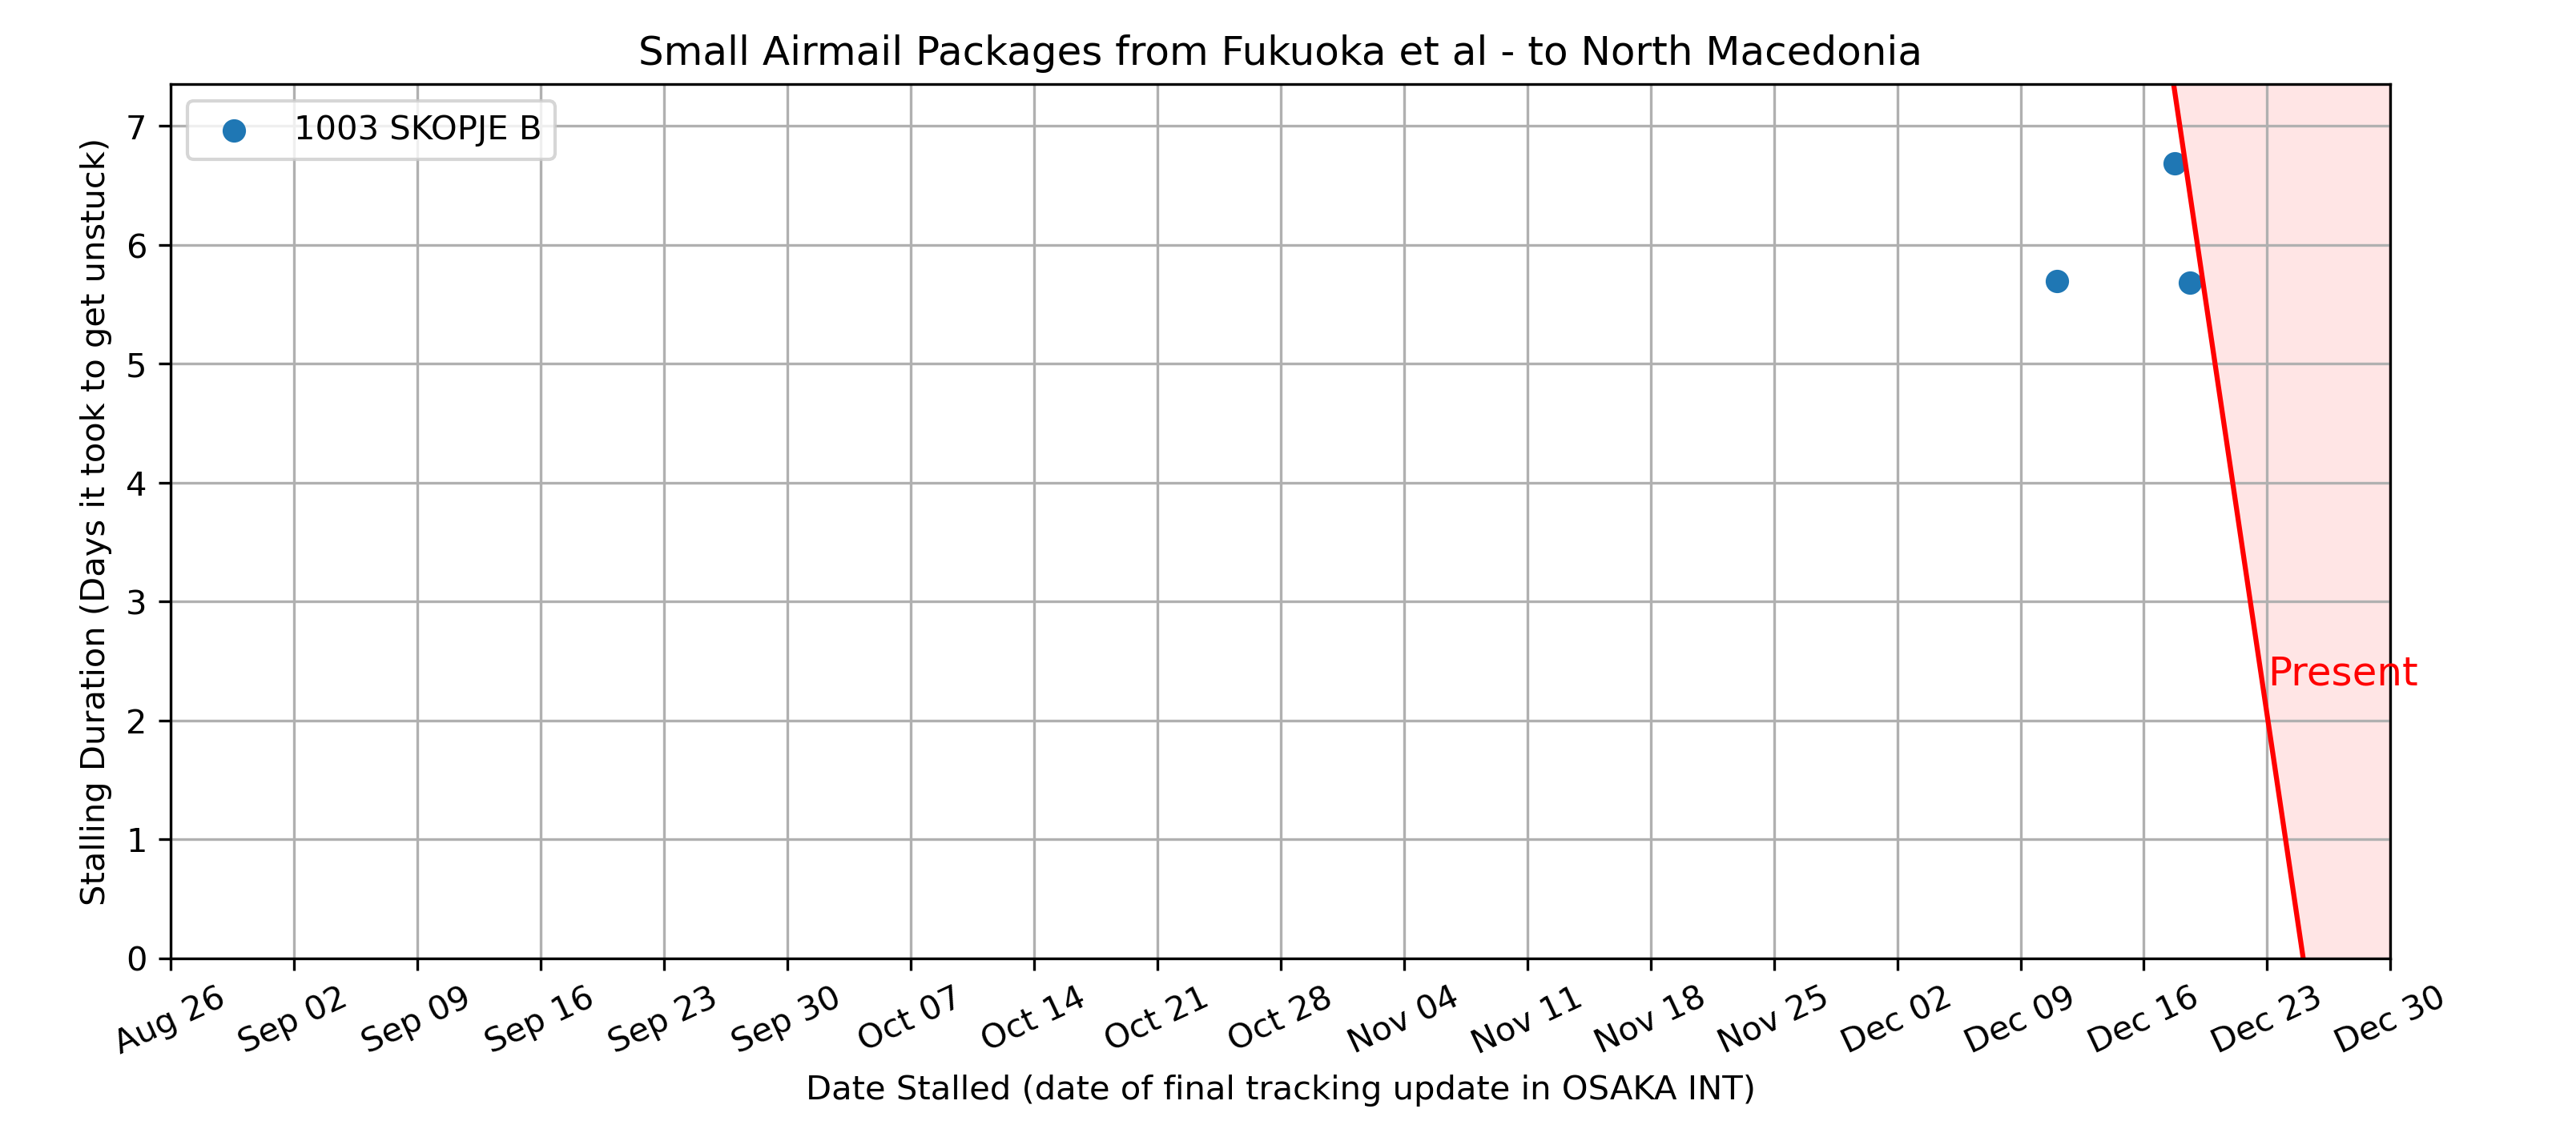 Small Airmail Packages from Fukuoka et al - to North Macedonia
1003 SKOPJE B
Stalling Duration (Days it took to get unstuck)
7
6
5
4
3
2
1
0
Present
Aug 26
Sep 02
Sep 09
Sep 16
Sep 23
Sep 30
Oct 07
Oct 14
Oct 21
Oct 28
Nov 04
Nov 11
Nov 18
Nov 25
Dec 02
Dec 09
Dec 16
Dec 23
Dec 30
Date Stalled (date of final tracking update in OSAKA INT)